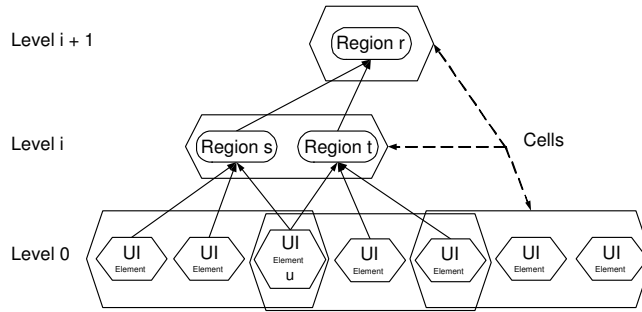 Level i + 1
Region r
Level i
Region s
Region t
Cells
Level 0
UI
Element
UI
Element
UI
Element
u
UI
Element
UI
Element
UI
Element
UI
Element